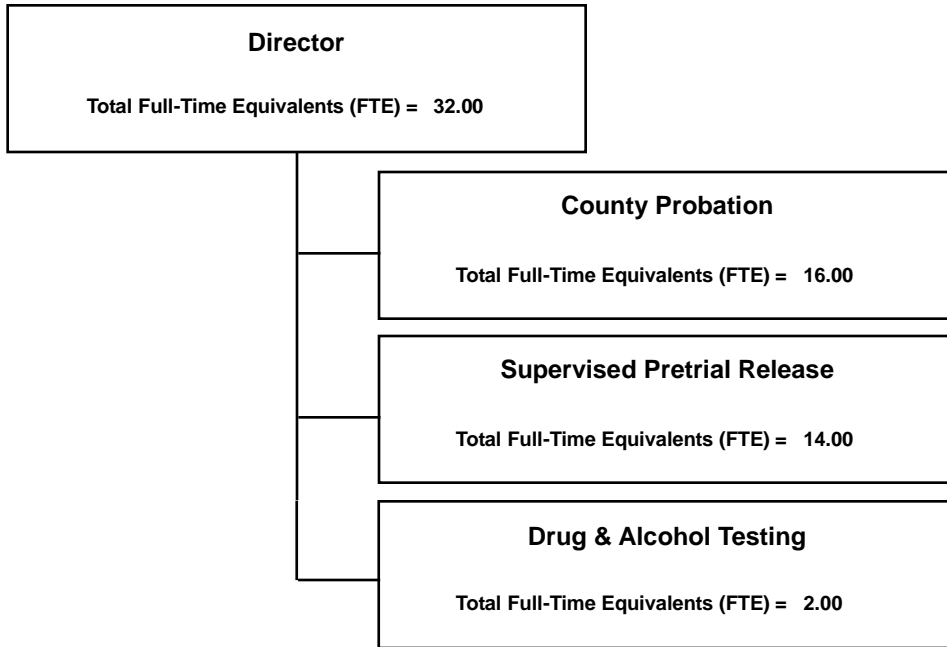 Director
Total Full-Time Equivalents (FTE) = 32.00
County Probation
Total Full-Time Equivalents (FTE) = 16.00
Supervised Pretrial Release
Total Full-Time Equivalents (FTE) = 14.00
Drug & Alcohol Testing
Total Full-Time Equivalents (FTE) = 2.00